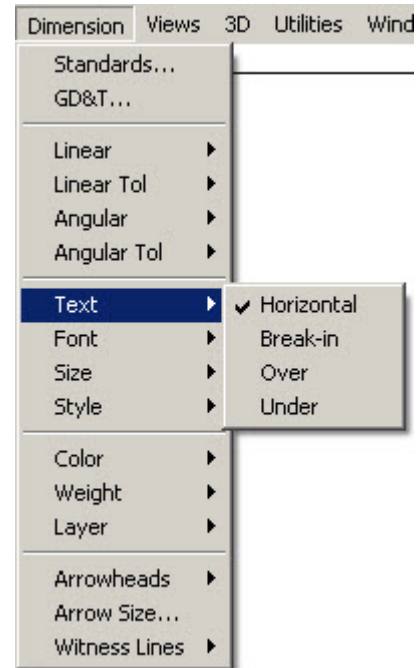 Dimension Views 3D Utilities Wind
Standards...
GD&T...
Linear
Linear Tol
Angular
Angular Tol
Text
Font
Size
Style
Color
Weight
Layer
Arrowheads
Arrow Size...
Witness Lines
Horizontal
Break-in
Over
Under